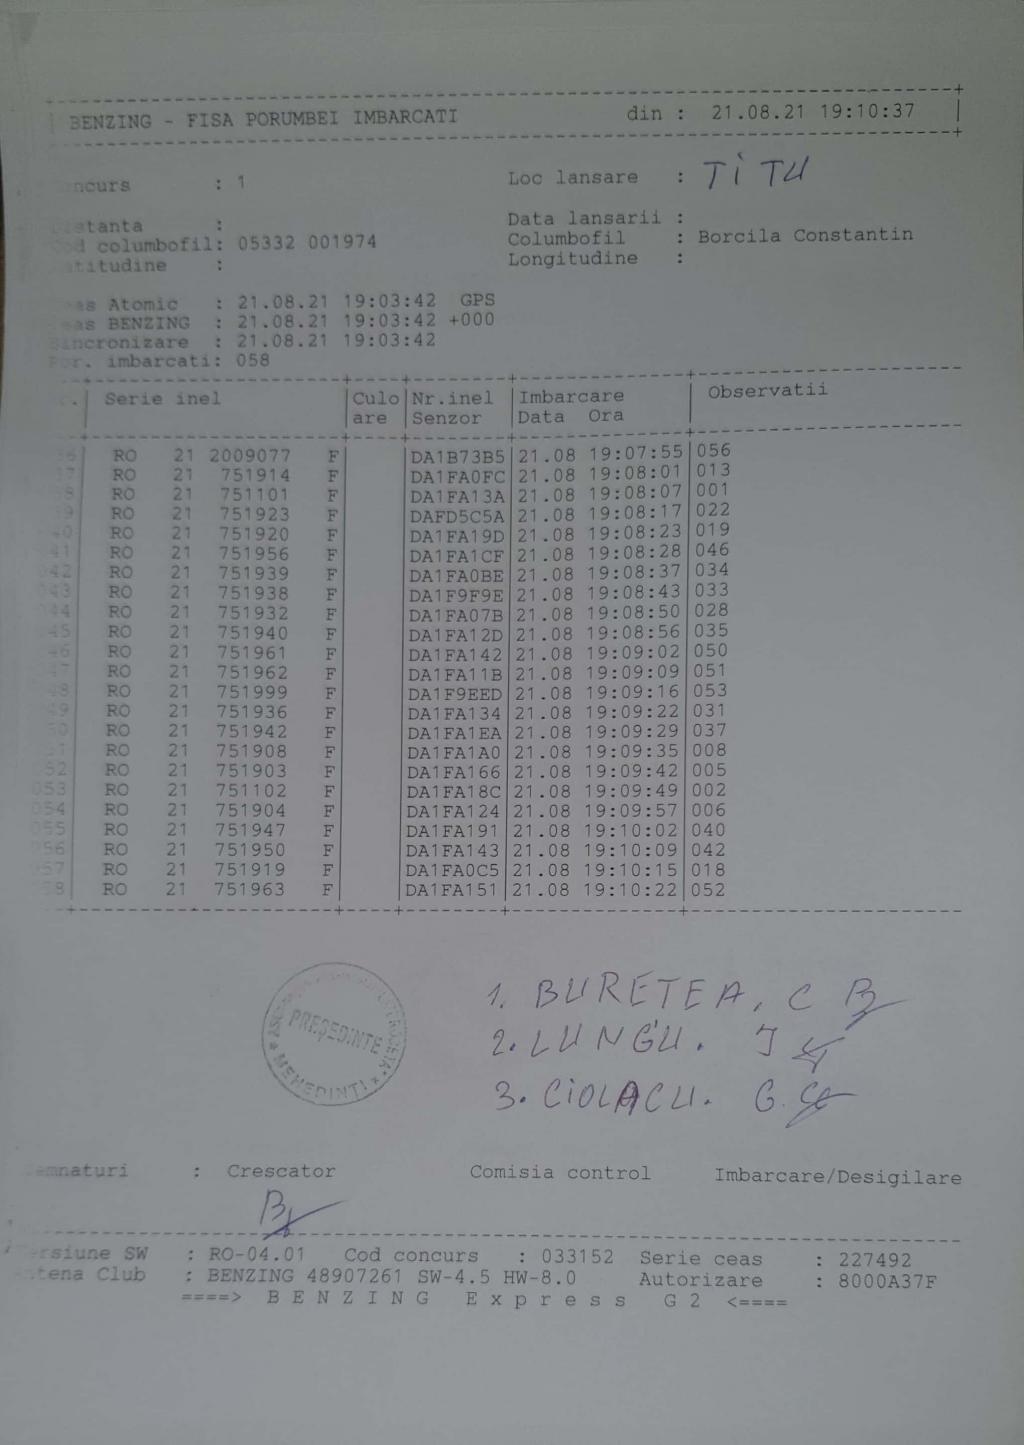 BENZING - FISA PORUMBEI IMBARCATI din : 21.08.21 19:10:37
: 1 Loc lansare : TiTU
Data lansarii :
columbofil: 05332 001974 Columbofil : Borcila Constantin
Longitudine :
Atomic : 21.08.21 19:03:42 GPS
BENZING : 21.08.21 19:03:42 +000
Sincronizare : 21.08.21 19:03:42
Por. imbarcati: 058
Serie inel Culo Nr.inel Imbarcare Observatii
are Senzor Data Ora
RO 21 2009077 F DA1B73B5 21.08 19:07:55 056
RO 21 751914 F DA1FA0FC 21.08 19:08:01 013
RO 21 751101 F DA1FA13A 21.08 19:08:07 001
RO 21 751923 F DAFD5C5A 21.08 19:08:17 022
RO 21 751920 F DA1FA19D 21.08 19:08:23 019
RO 21 751956 F DA1FA1CF 21.08 19:08:28 046
042 RO 21 751939 F DA1FA0BE 21.08 19:08:37 034
043 RO 21 751938 F DA1F9F9E 21.08 19:08:43 033
RO 21 751932 F DA1FA07B 21.08 19:08:50 028
RO 21 751940 F DA1FA12D 21.08 19:08:56 035
RO 21 751961 F DA1FA142 21.08 19:09:02 050
RO 21 751962 F DA1FA11B 21.08 19:09:09 051
RO 21 751999 F DA1F9EED 21.08 19:09:16 053
RO 21 751936 F DA1FA134 21.08 19:09:22 031
RO 21 751942 F DA1FA1EA 21.08 19:09:29 037
RO 21 751908 F DA1FA1A0 21.08 19:09:35 008
RO 21 751903 F DA1FA166 21.08 19:09:42 005
053 RO 21 751102 F DA1FA18C 21.08 19:09:49 002
054 RO 21 751904 F DA1FA124 21.08 19:09:57 006
055 RO 21 751947 F DA1FA191 21.08 19:10:02 040
056 RO 21 751950 F DA1FA143 21.08 19:10:09 042
057 RO 21 751919 F DA1FA0C5 21.08 19:10:15 018
RO 21 751963 F DA1FA151 21.08 19:10:22 052
PREŞEDINTE
MEHEDINTI
1. BURETEA. C
2. LUNGU. J
3. CiOLACU. G.
: Crescator Comisia control Imbarcare/Desigilare
Versiune SW : RO-04.01 Cod concurs : 033152 Serie ceas : 227492
Antena Club : BENZING 48907261 SW-4.5 HW-8.0 Autorizare : 8000A37F
====> B E N Z I N G E x p r e s s G 2 <====